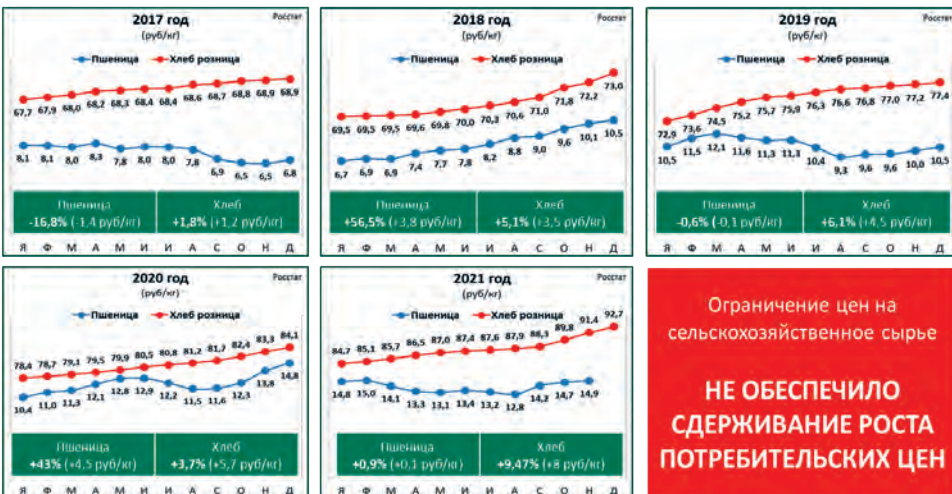 2017 год
Росстат
(руб/кг)
Пшеница Хлеб розница
67,7 67,9 68,0 68,2 68,3 68,4 68,4 68,6 68,7 68,8 68,9 68,9
8,1 8,1 8,0 8,3 7,8 8,0 8,0 7,8 6,9 6,5 6,5 6,8
Пшеница
-16,8% (-1,4 руб/кг)
Хлеб
+1,8% (+1,2 руб/кг)
Я Ф М А М И И А С О Н Д
2018 год
Росстат
(руб/кг)
Пшеница Хлеб розница
69,5 69,5 69,5 69,6 69,8 70,0 70,3 70,6 71,0 71,8 72,2 73,0
6,7 6,9 6,9 7,4 7,7 7,8 8,2 8,8 9,0 9,6 10,1 10,5
Пшеница
+56,5% (+3,8 руб/кг)
Хлеб
+5,1% (+3,5 руб/кг)
Я Ф М А М И И А С О Н Д
2019 год
Росстат
(руб/кг)
Пшеница Хлеб розница
72,9 73,6 74,5 75,2 75,7 75,9 76,3 76,6 76,8 77,0 77,2 77,4
10,5 11,5 12,1 11,6 11,3 11,3 10,4 9,3 9,6 9,6 10,0 10,5
Пшеница
-0,6% (-0,1 руб/кг)
Хлеб
+6,1% (+4,5 руб/кг)
Я Ф М А М И И А С О Н Д
2020 год
Росстат
(руб/кг)
Пшеница Хлеб розница
78,4 78,7 79,1 79,5 79,9 80,5 80,8 81,2 81,7 82,4 83,3 84,1
10,4 11,0 11,3 12,1 12,8 12,9 12,2 11,5 11,6 12,3 13,8 14,8
Пшеница
+43% (+4,5 руб/кг)
Хлеб
+3,7% (+5,7 руб/кг)
Я Ф М А М И И А С О Н Д
2021 год
Росстат
(руб/кг)
Пшеница Хлеб розница
84,7 85,1 85,7 86,5 87,0 87,4 87,6 87,9 88,3 89,8 91,4 92,7
14,8 15,0 14,1 13,3 13,1 13,4 13,2 12,8 14,2 14,7 14,9
Пшеница
+0,9% (+0,1 руб/кг)
Хлеб
+9,47% (+8 руб/кг)
Я Ф М А М И И А С О Н Д
Ограничение цен на
сельскохозяйственное сырье
НЕ ОБЕСПЕЧИЛО
СДЕРЖИВАНИЕ РОСТА
ПОТРЕБИТЕЛЬСКИХ ЦЕН